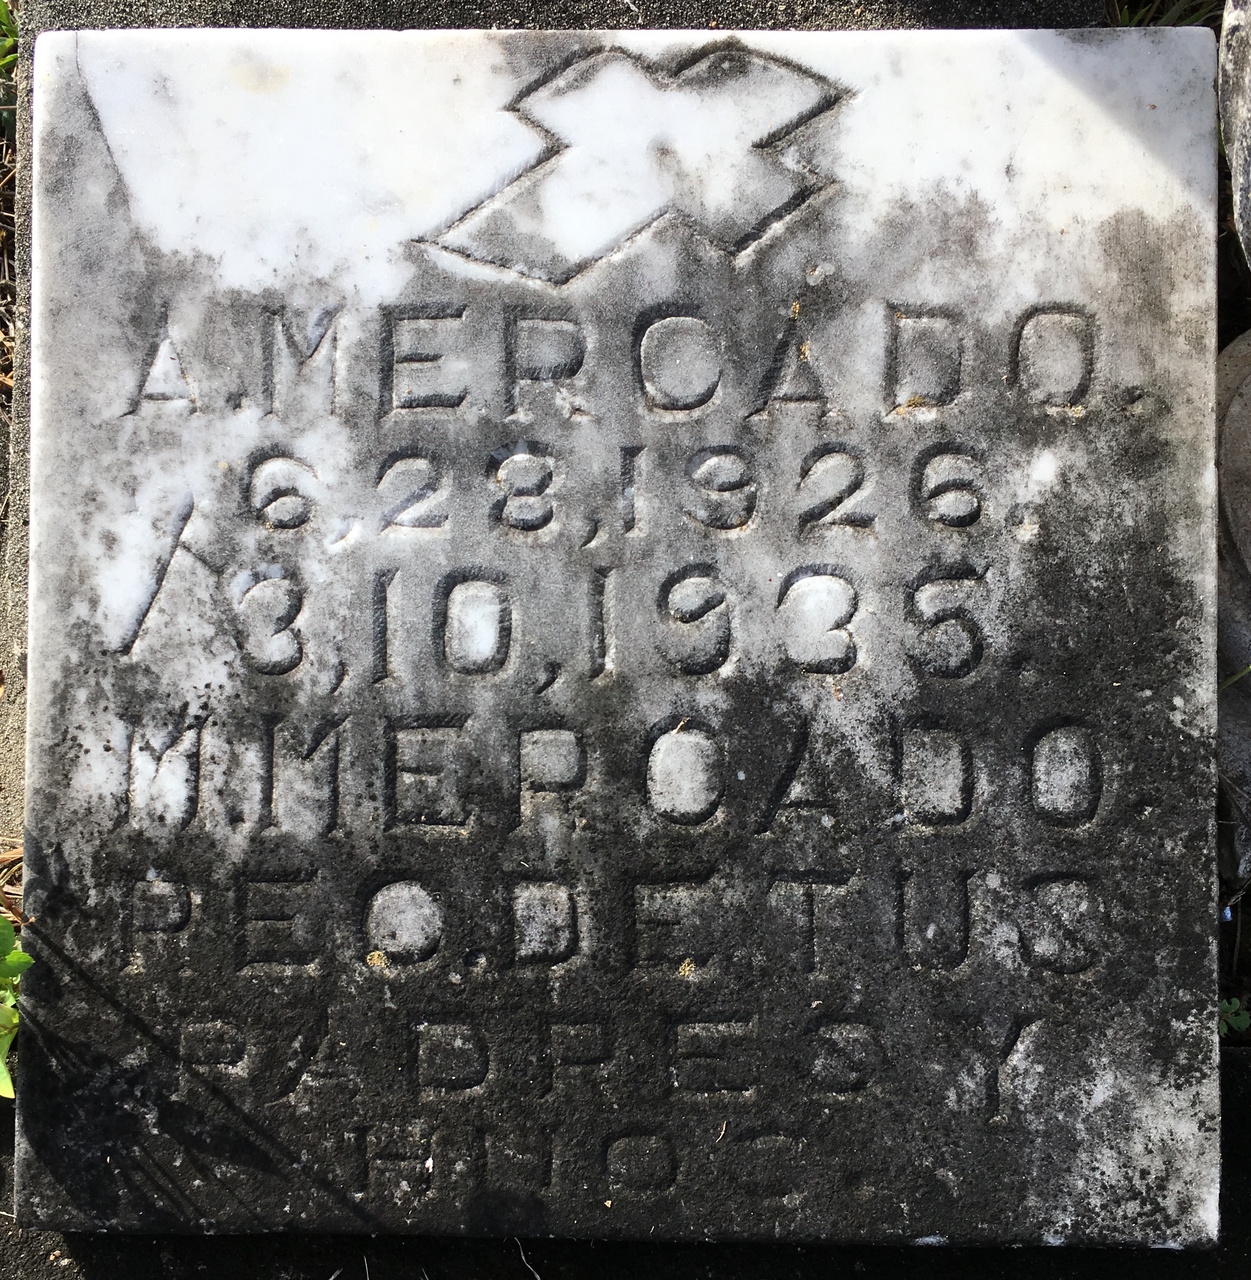 A.MERCADO.
6,28,1926.
/ 3,10,1935.
M.MERCADO
REC.DE TUS
PADRES Y
HIJOS